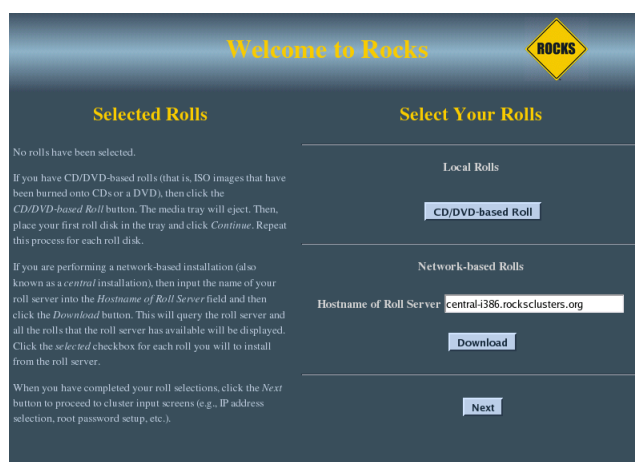 Welcome to Rocks
ROCKS
Selected Rolls
No rolls have been selected.
If you have CD/DVD-based rolls (that is, ISO images that have
been burned onto CDs or a DVD), then click the
CD/DVD-based Roll button. The media tray will eject. Then,
place your first roll disk in the tray and click Continue. Repeat
this process for each roll disk.
If you are performing a network-based installation (also
known as a central installation), then input the name of your
roll server into the Hostname of Roll Server field and then
click the Download button. This will query the roll server and
all the rolls that the roll server has available will be displayed.
Click the selected checkbox for each roll you will to install
from the roll server.
When you have completed your roll selections, click the Next
button to proceed to cluster input screens (e.g., IP address
selection, root password setup, etc.).
Select Your Rolls
Local Rolls
CD/DVD-based Roll
Network-based Rolls
Hostname of Roll Server central-i386.rocksclusters.org
Download
Next